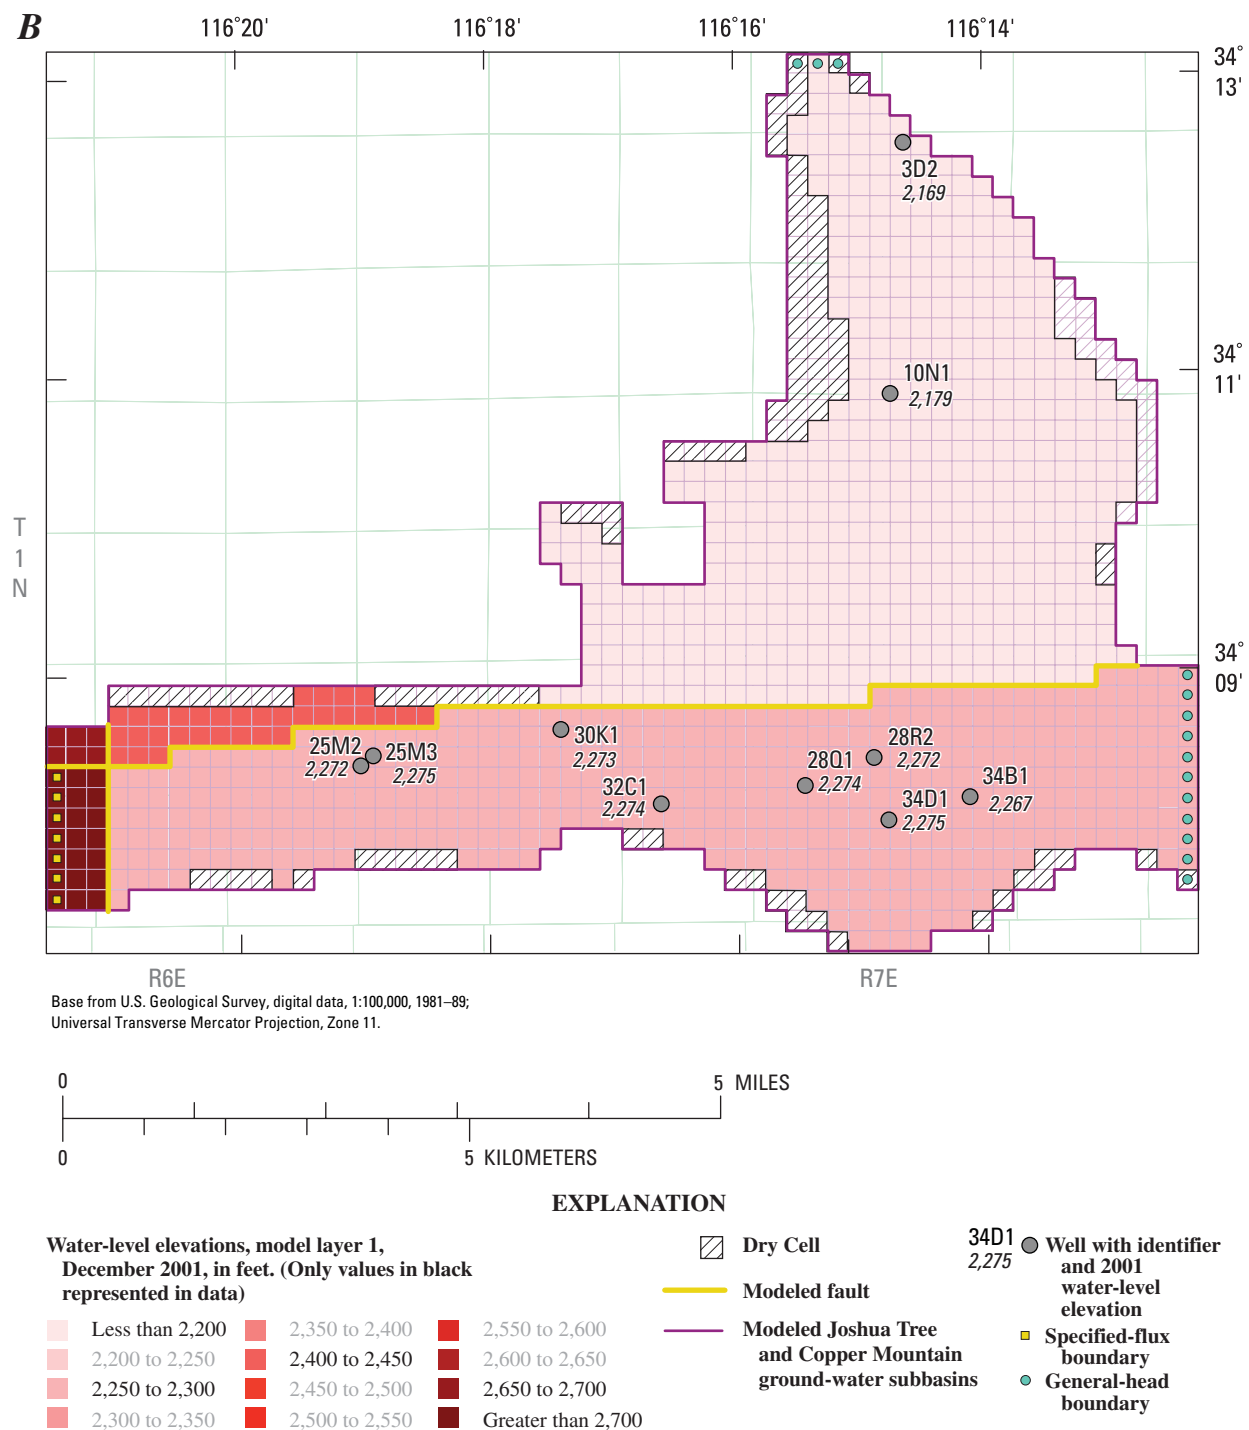 B
116°20'
116°18'
116°16'
116°14'
34°
13'
3D2
2,169
34°
11'
10N1
2,179
T
1
N
34°
09'
25M2
2,272
25M3
2,275
30K1
2,273
32C1
2,274
28Q1
2,274
28R2
2,272
34D1
2,275
34B1
2,267
R6E
R7E
Base from U.S. Geological Survey, digital data, 1:100,000, 1981–89;
Universal Transverse Mercator Projection, Zone 11.
0
5 MILES
0
5 KILOMETERS
EXPLANATION
Water-level elevations, model layer 1,
December 2001, in feet. (Only values in black
represented in data)
Less than 2,200
2,200 to 2,250
2,250 to 2,300
2,300 to 2,350
2,350 to 2,400
2,400 to 2,450
2,450 to 2,500
2,500 to 2,550
2,550 to 2,600
2,600 to 2,650
2,650 to 2,700
Greater than 2,700
Dry Cell
Modeled fault
Modeled Joshua Tree
and Copper Mountain
ground-water subbasins
34D1
2,275
Well with identifier
and 2001
water-level
elevation
Specified-flux
boundary
General-head
boundary